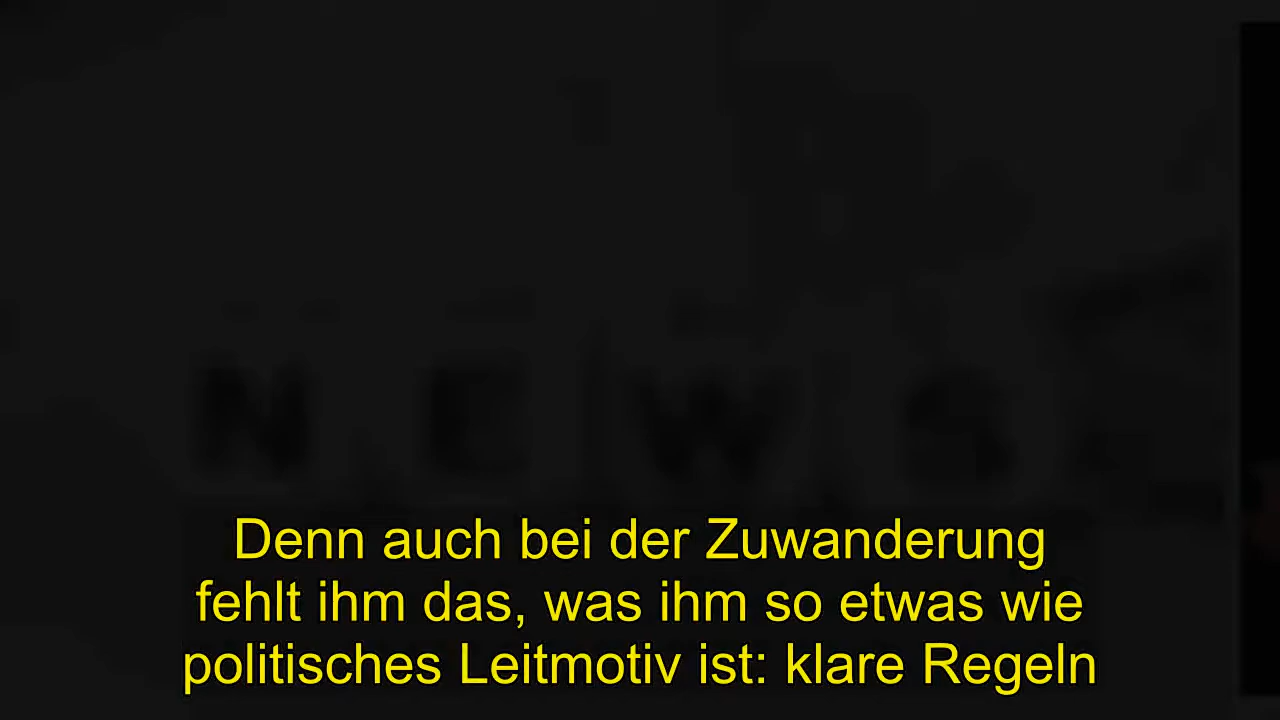 N E W S
Denn auch bei der Zuwanderung
fehlt ihm das, was ihm so etwas wie
politisches Leitmotiv ist: klare Regeln